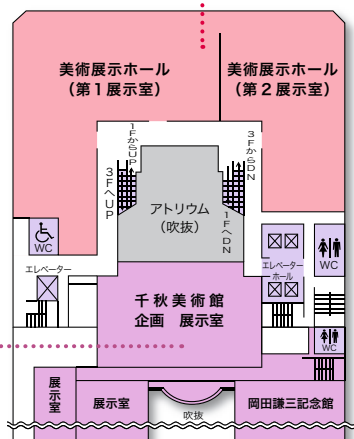 美術展示ホール
(第1展示室)
美術展示ホール
(第2展示室)
1FからUP
3FへUP
3FからDN
1FへDN
アトリウム
(吹抜)
WC
エレベーター
エレベーター
ホール
WC
千秋美術館
企画 展示室
WC
展示室
展示室
吹抜
岡田謙三記念館